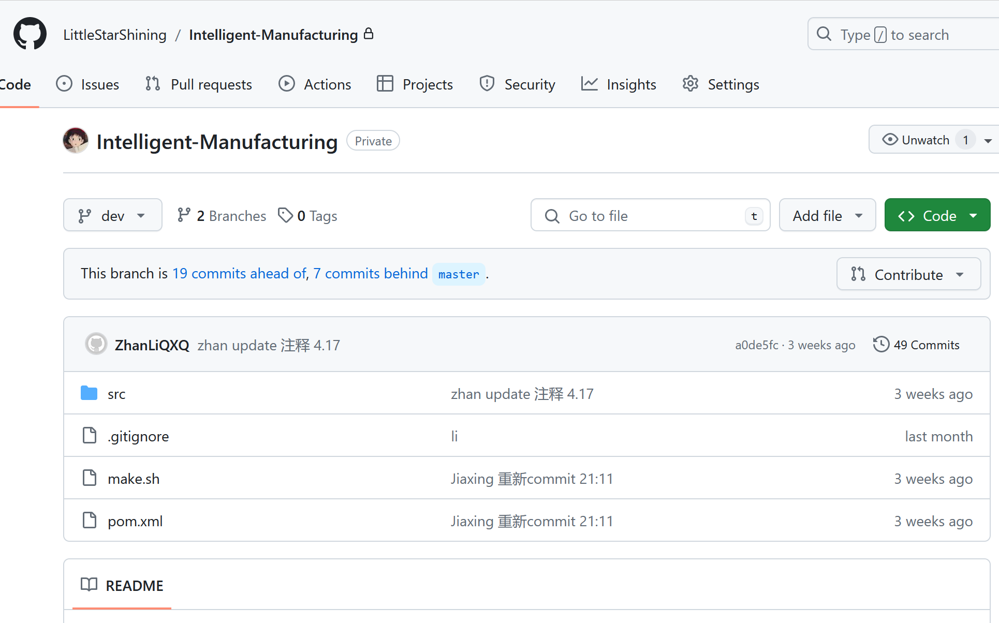 LittleStarShining / Intelligent-Manufacturing
Type / to search
Code Issues Pull requests Actions Projects Security Insights Settings
Intelligent-Manufacturing Private
Unwatch 1
dev 2 Branches 0 Tags
Go to file t Add file Code
This branch is 19 commits ahead of, 7 commits behind master .
Contribute
ZhanLiQXQ zhan update 注释 4.17 a0de5fc · 3 weeks ago 49 Commits
src zhan update 注释 4.17 3 weeks ago
.gitignore li last month
make.sh Jiaxing 重新commit 21:11 3 weeks ago
pom.xml Jiaxing 重新commit 21:11 3 weeks ago
README